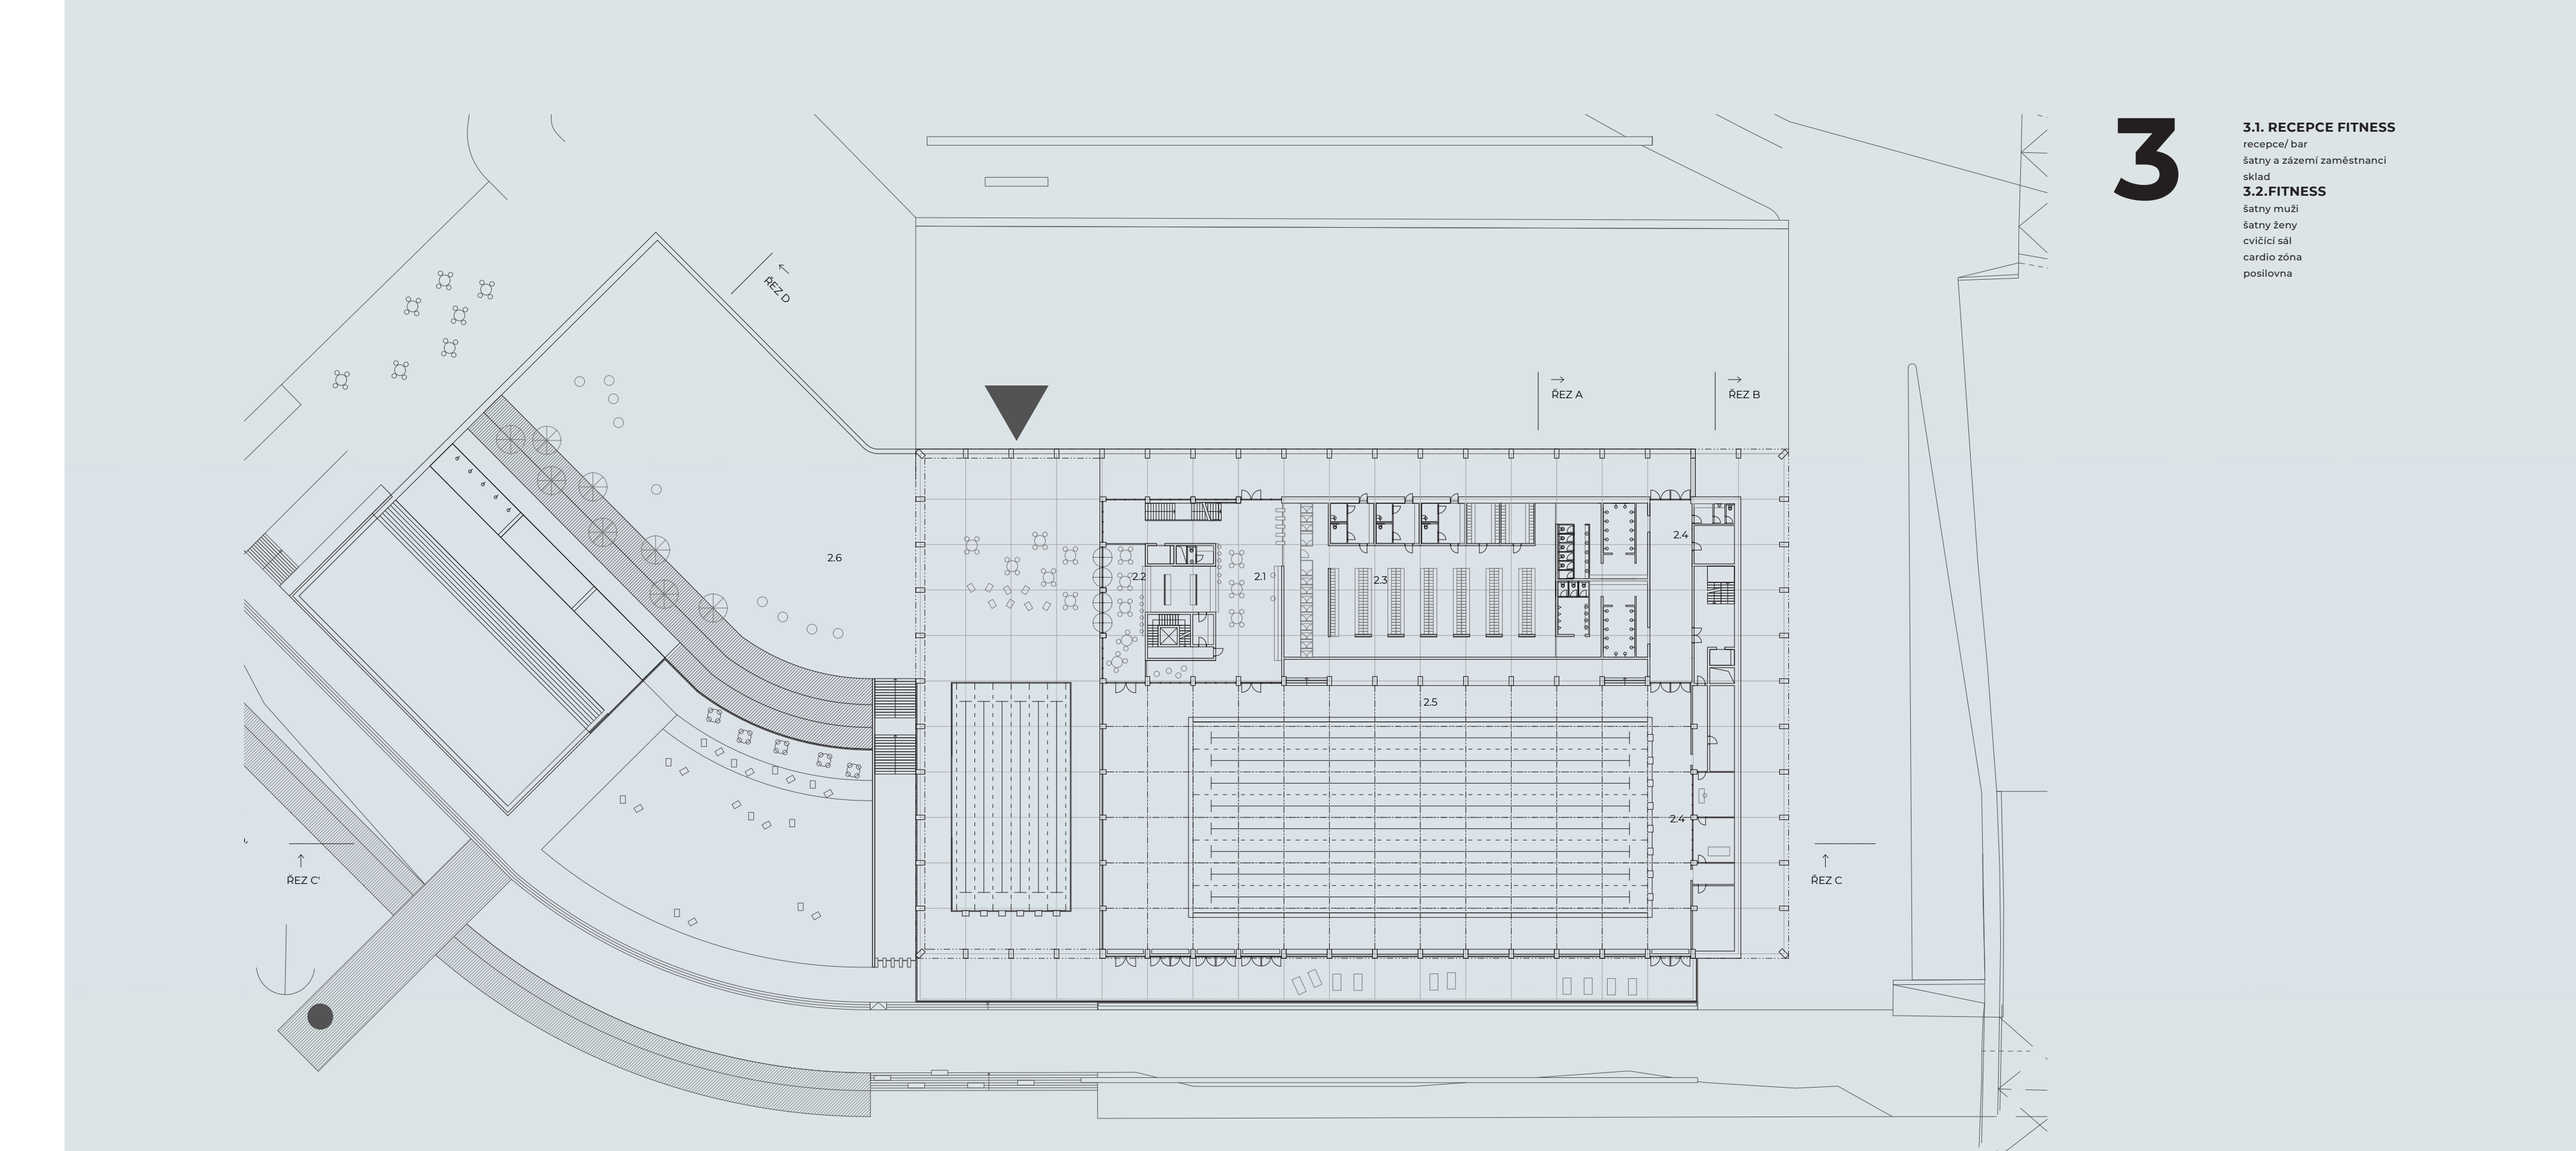 3
3.1. RECEPCE FITNESS
recepce/ bar
šatny a zázemí zaměstnanci
sklad
3.2.FITNESS
šatny muži
šatny ženy
cvičící sál
cardio zóna
posilovna
ŘEZ D
ŘEZ A
ŘEZ B
2.6
2.2
2.1
2.3
2.4
2.5
2.4
ŘEZ C'
ŘEZ C